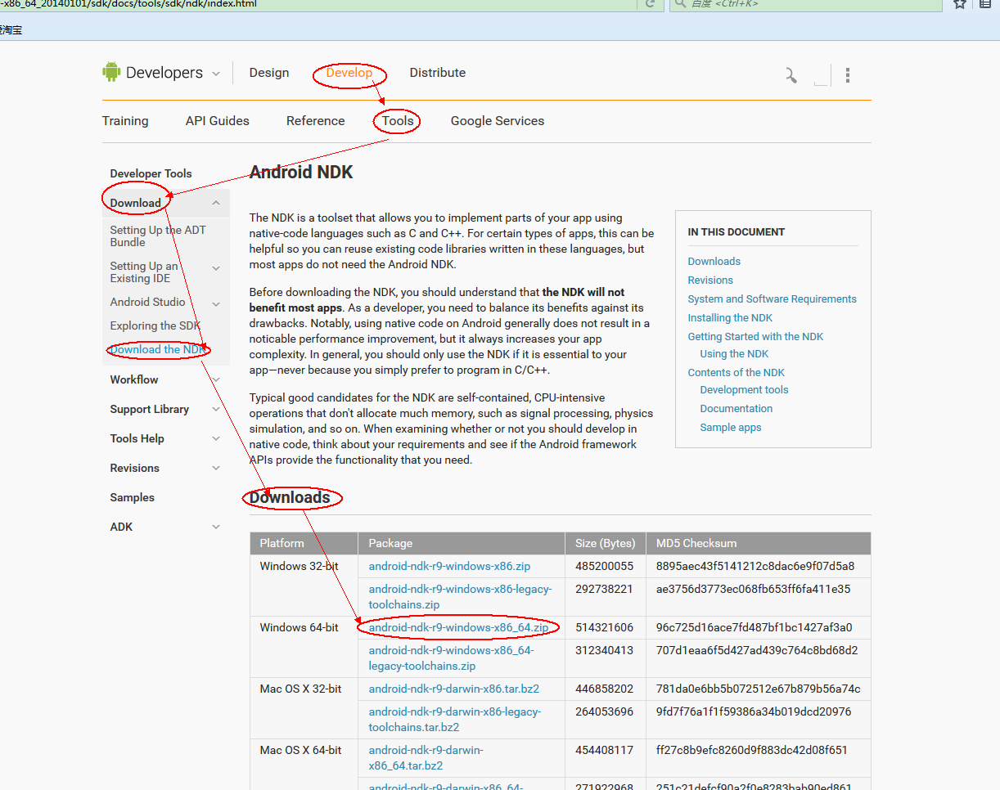 -x86_64_20140101/sdk/docs/tools/sdk/ndk/index.html
百度 <Ctrl+K>
爱淘宝
Developers
Design
Develop
Distribute
Training
API Guides
Reference
Tools
Google Services
Developer Tools
Download
Setting Up the ADT
Bundle
Setting Up an
Existing IDE
Android Studio
Exploring the SDK
Download the NDK
Workflow
Support Library
Tools Help
Revisions
Samples
ADK
Android NDK
The NDK is a toolset that allows you to implement parts of your app using
native-code languages such as C and C++. For certain types of apps, this can be
helpful so you can reuse existing code libraries written in these languages, but
most apps do not need the Android NDK.
Before downloading the NDK, you should understand that the NDK will not
benefit most apps. As a developer, you need to balance its benefits against its
drawbacks. Notably, using native code on Android generally does not result in a
noticable performance improvement, but it always increases your app
complexity. In general, you should only use the NDK if it is essential to your
app—never because you simply prefer to program in C/C++.
Typical good candidates for the NDK are self-contained, CPU-intensive
operations that don't allocate much memory, such as signal processing, physics
simulation, and so on. When examining whether or not you should develop in
native code, think about your requirements and see if the Android framework
APIs provide the functionality that you need.
IN THIS DOCUMENT
Downloads
Revisions
System and Software Requirements
Installing the NDK
Getting Started with the NDK
Using the NDK
Contents of the NDK
Development tools
Documentation
Sample apps
Downloads
Platform Package Size (Bytes) MD5 Checksum
Windows 32-bit android-ndk-r9-windows-x86.zip 485200055 8895aec43f5141212c8dac6e9f07d5a8
android-ndk-r9-windows-x86-legacy- 292738221 ae3756d3773ec068fb653ff6fa411e35
toolchains.zip
Windows 64-bit android-ndk-r9-windows-x86_64.zip 514321606 96c725d16ace7fd487bf1bc1427af3a0
android-ndk-r9-windows-x86_64- 312340413 707d1eaa6f5d427ad439c764c8bd68d2
legacy-toolchains.zip
Mac OS X 32-bit android-ndk-r9-darwin-x86.tar.bz2 446858202 781da0e6bb5b072512e67b879b56a74c
android-ndk-r9-darwin-x86-legacy- 264053696 9fd7f76a1f1f59386a34b019dcd20976
toolchains.tar.bz2
Mac OS X 64-bit android-ndk-r9-darwin- 454408117 ff27c8b9efc8260d9f883dc42d08f651
x86_64.tar.bz2
android-ndk-r9-darwin-x86_64- 271922968 251c21defcf90a2f0e8283bab90ed861